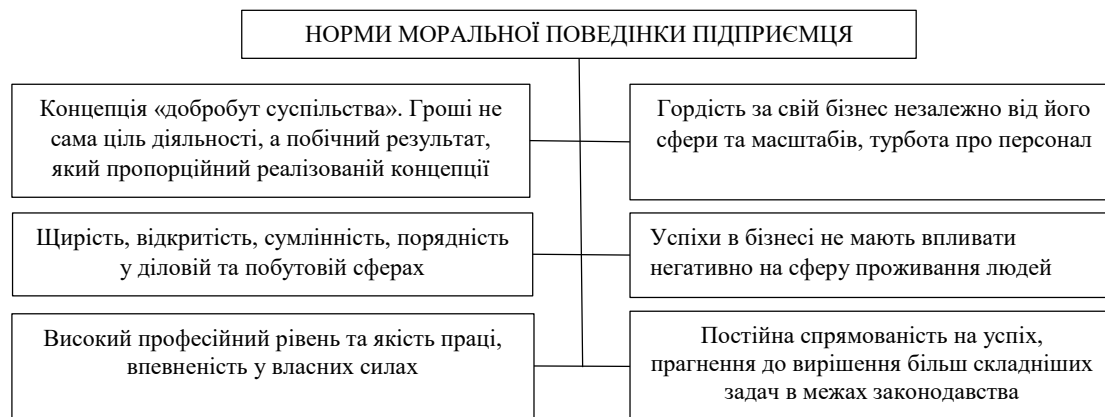 НОРМИ МОРАЛЬНОЇ ПОВЕДІНКИ ПІДПРИЄМЦЯ
Концепція «добробут суспільства». Гроші не
сама ціль діяльності, а побічний результат,
який пропорційний реалізованій концепції
Гордість за свій бізнес незалежно від його
сфери та масштабів, турбота про персонал
Щирість, відкритість, сумлінність, порядність
у діловій та побутовій сферах
Успіхи в бізнесі не мають впливати
негативно на сферу проживання людей
Високий професійний рівень та якість праці,
впевненість у власних силах
Постійна спрямованість на успіх,
прагнення до вирішення більш складніших
задач в межах законодавства